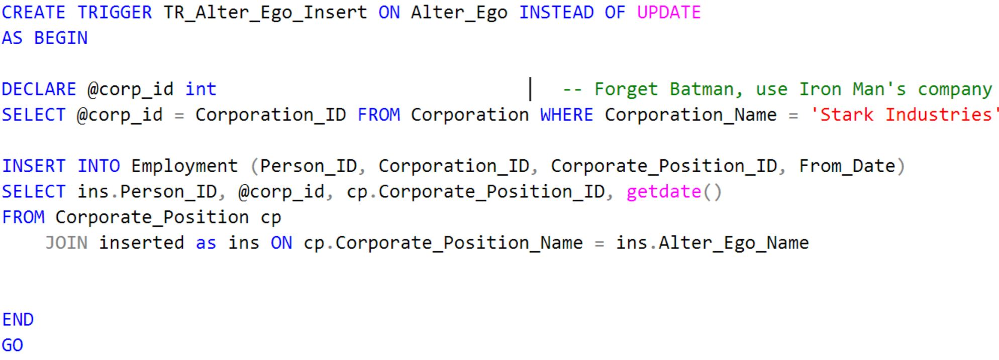 CREATE TRIGGER TR_Alter_Ego_Insert ON Alter_Ego INSTEAD OF UPDATE
AS BEGIN
DECLARE @corp_id int -- Forget Batman, use Iron Man's company
SELECT @corp_id = Corporation_ID FROM Corporation WHERE Corporation_Name = 'Stark Industries'
INSERT INTO Employment (Person_ID, Corporation_ID, Corporate_Position_ID, From_Date)
SELECT ins.Person_ID, @corp_id, cp.Corporate_Position_ID, getdate()
FROM Corporate_Position cp
JOIN inserted as ins ON cp.Corporate_Position_Name = ins.Alter_Ego_Name
END
GO